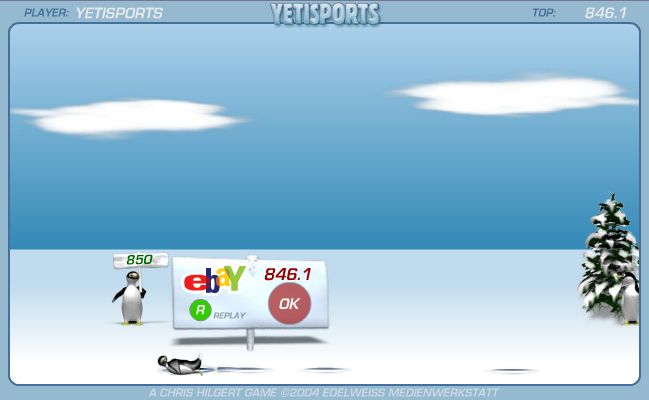 PLAYER: YETISPORTS
YETISPORTS
TOP: 846.1
850
ebaY
846.1
R REPLAY
OK
A CHRIS HILGERT GAME ©2004 EDELWEISS MEDIENWERKSTATT